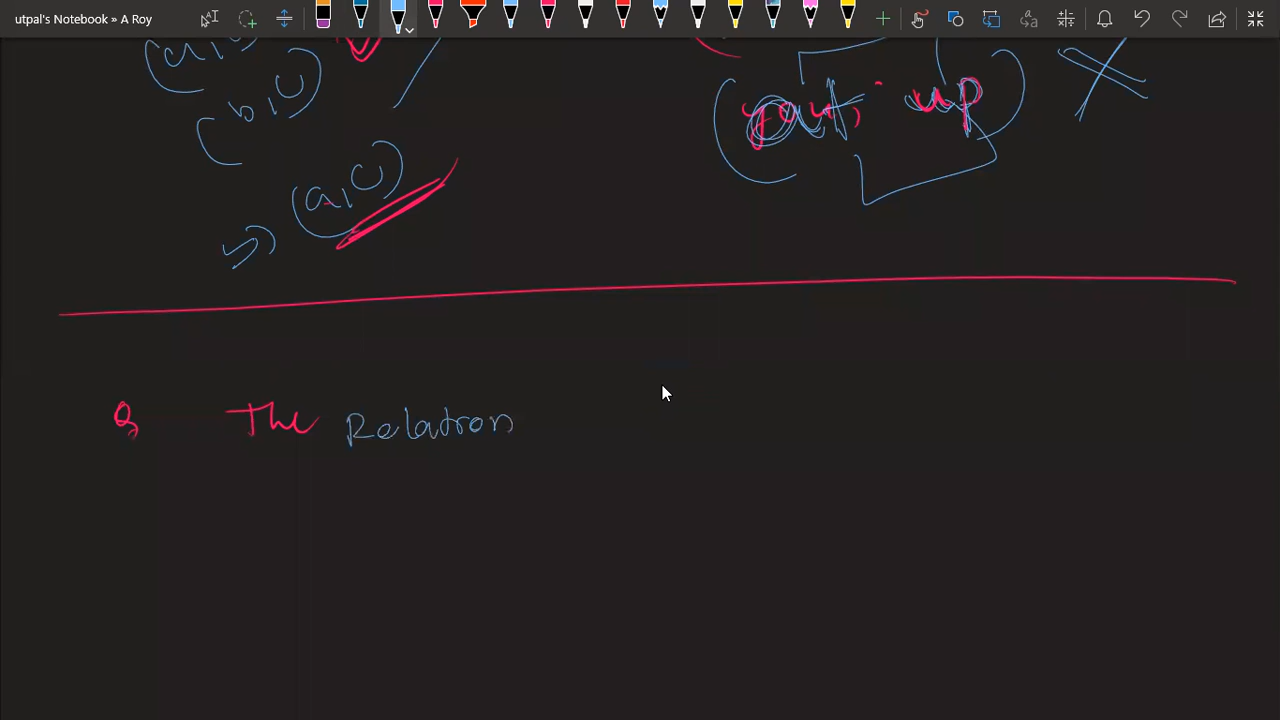 utpal's Notebook » A Roy
(b, c)
out, up
(a, c)
Q The Relation